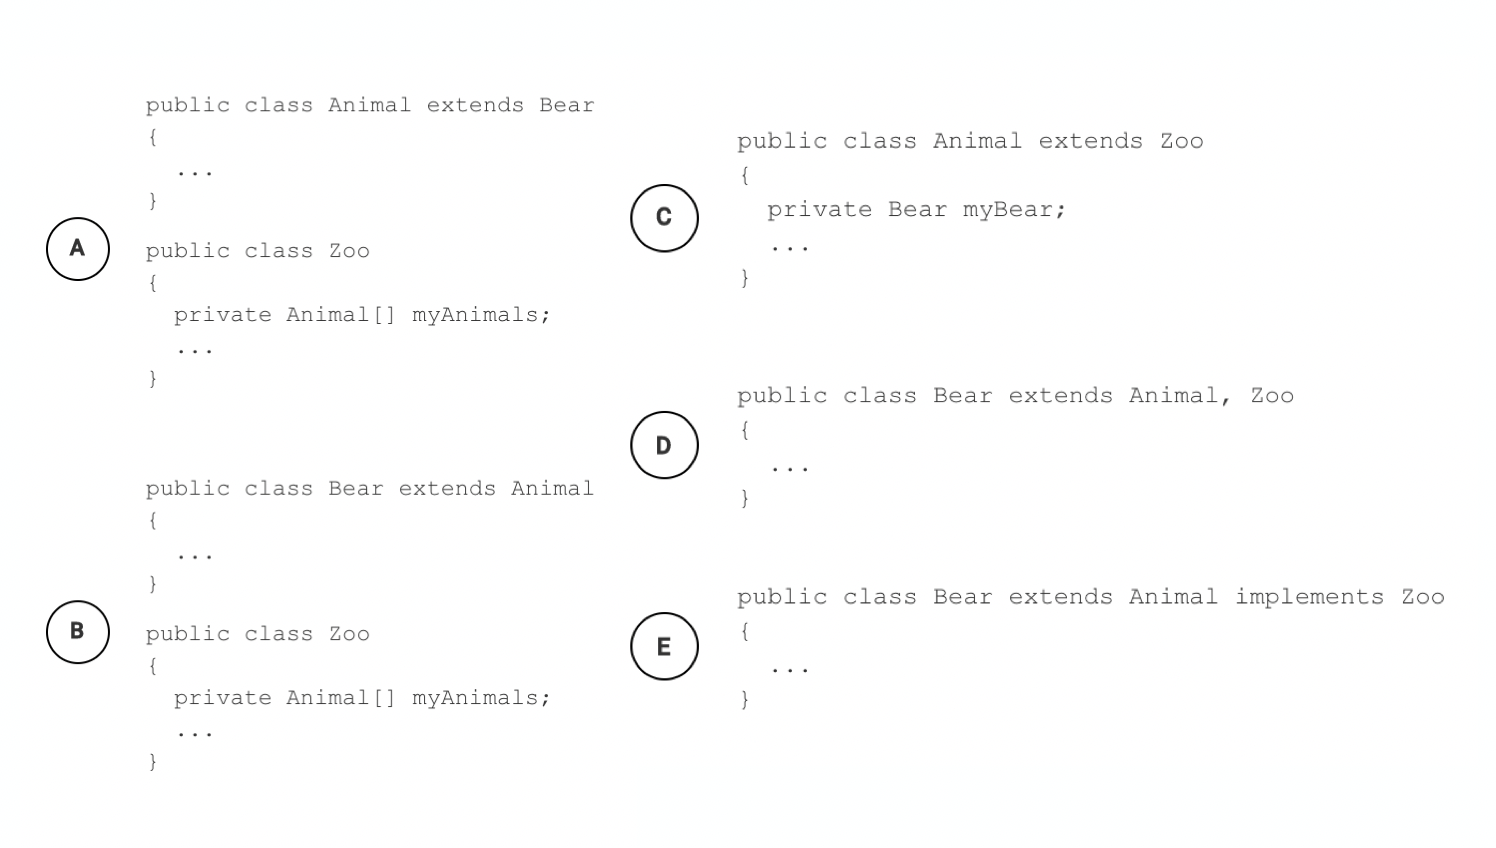 A
public class Animal extends Bear
{
...
}
public class Zoo
{
private Animal[] myAnimals;
...
}
B
public class Bear extends Animal
{
...
}
public class Zoo
{
private Animal[] myAnimals;
...
}
C
public class Animal extends Zoo
{
private Bear myBear;
...
}
D
public class Bear extends Animal, Zoo
{
...
}
E
public class Bear extends Animal implements Zoo
{
...
}